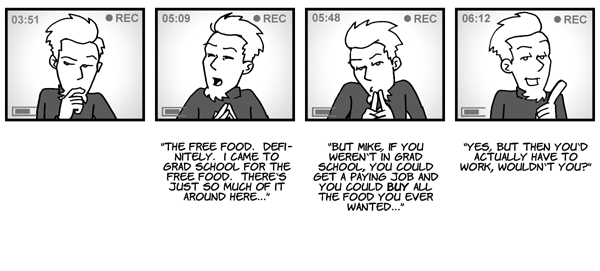 03:51 REC
05:09 REC
05:48 REC
06:12 REC
"THE FREE FOOD. DEFI-
NITELY. I CAME TO
GRAD SCHOOL FOR THE
FREE FOOD. THERE'S
JUST SO MUCH OF IT
AROUND HERE..."
"BUT MIKE, IF YOU
WEREN'T IN GRAD
SCHOOL, YOU COULD
GET A PAYING JOB AND
YOU COULD BUY ALL
THE FOOD YOU EVER
WANTED..."
"YES, BUT THEN YOU'D
ACTUALLY HAVE TO
WORK, WOULDN'T YOU?"